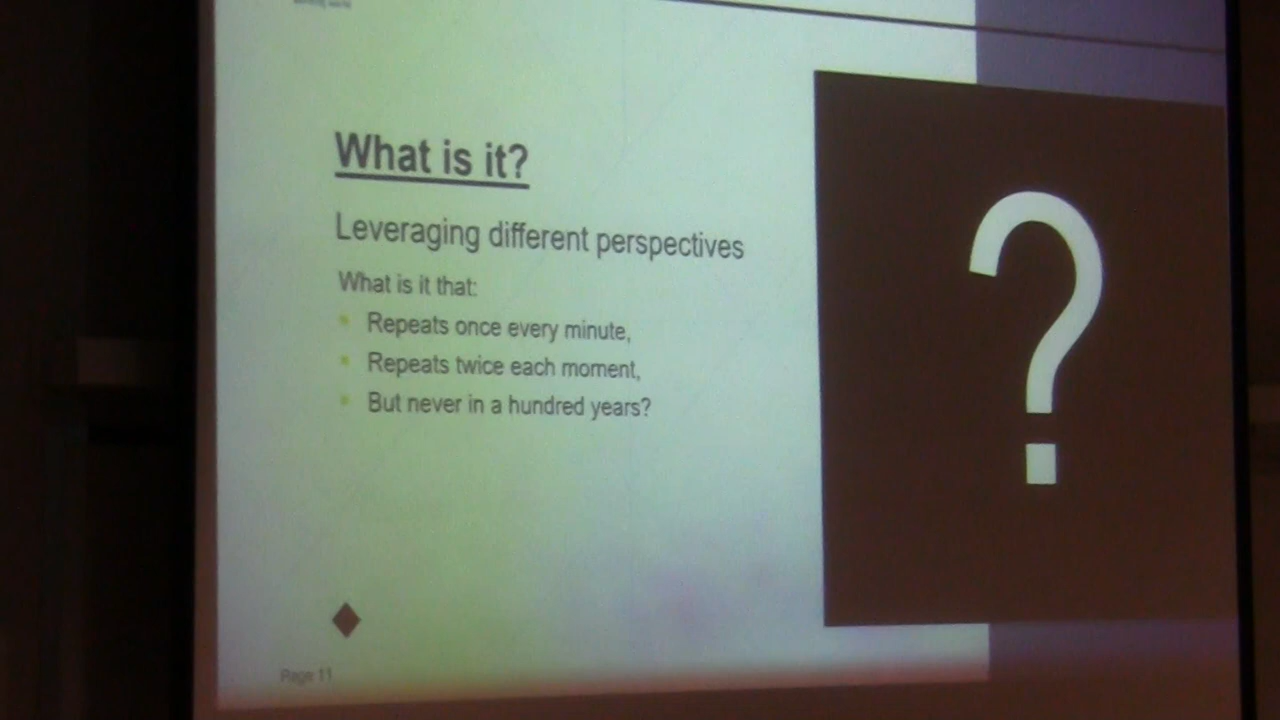 What is it?
Leveraging different perspectives
What is it that:
Repeats once every minute,
Repeats twice each moment,
But never in a hundred years?
?
Page 11